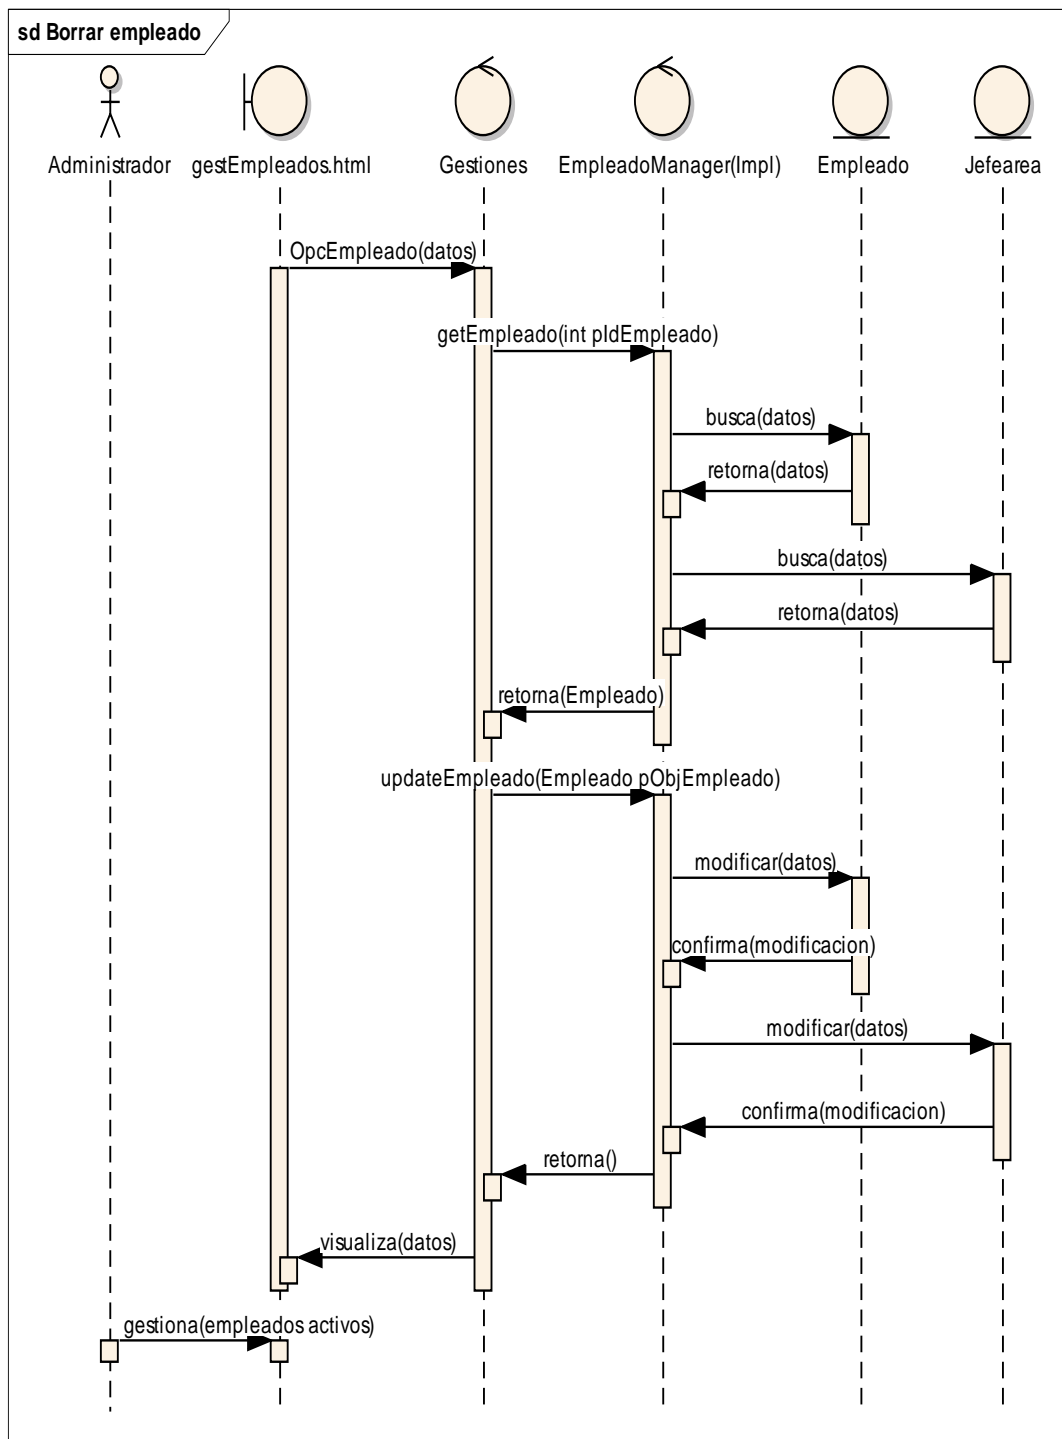 sd Borrar empleado
Administrador
gestEmpleados.html
Gestiones
EmpleadoManager(Impl)
Empleado
Jefearea
OpcEmpleado(datos)
getEmpleado(int pIdEmpleado)
busca(datos)
retorna(datos)
busca(datos)
retorna(datos)
retorna(Empleado)
updateEmpleado(Empleado pObjEmpleado)
modificar(datos)
confirma(modificacion)
modificar(datos)
confirma(modificacion)
retorna()
visualiza(datos)
gestiona(empleados activos)